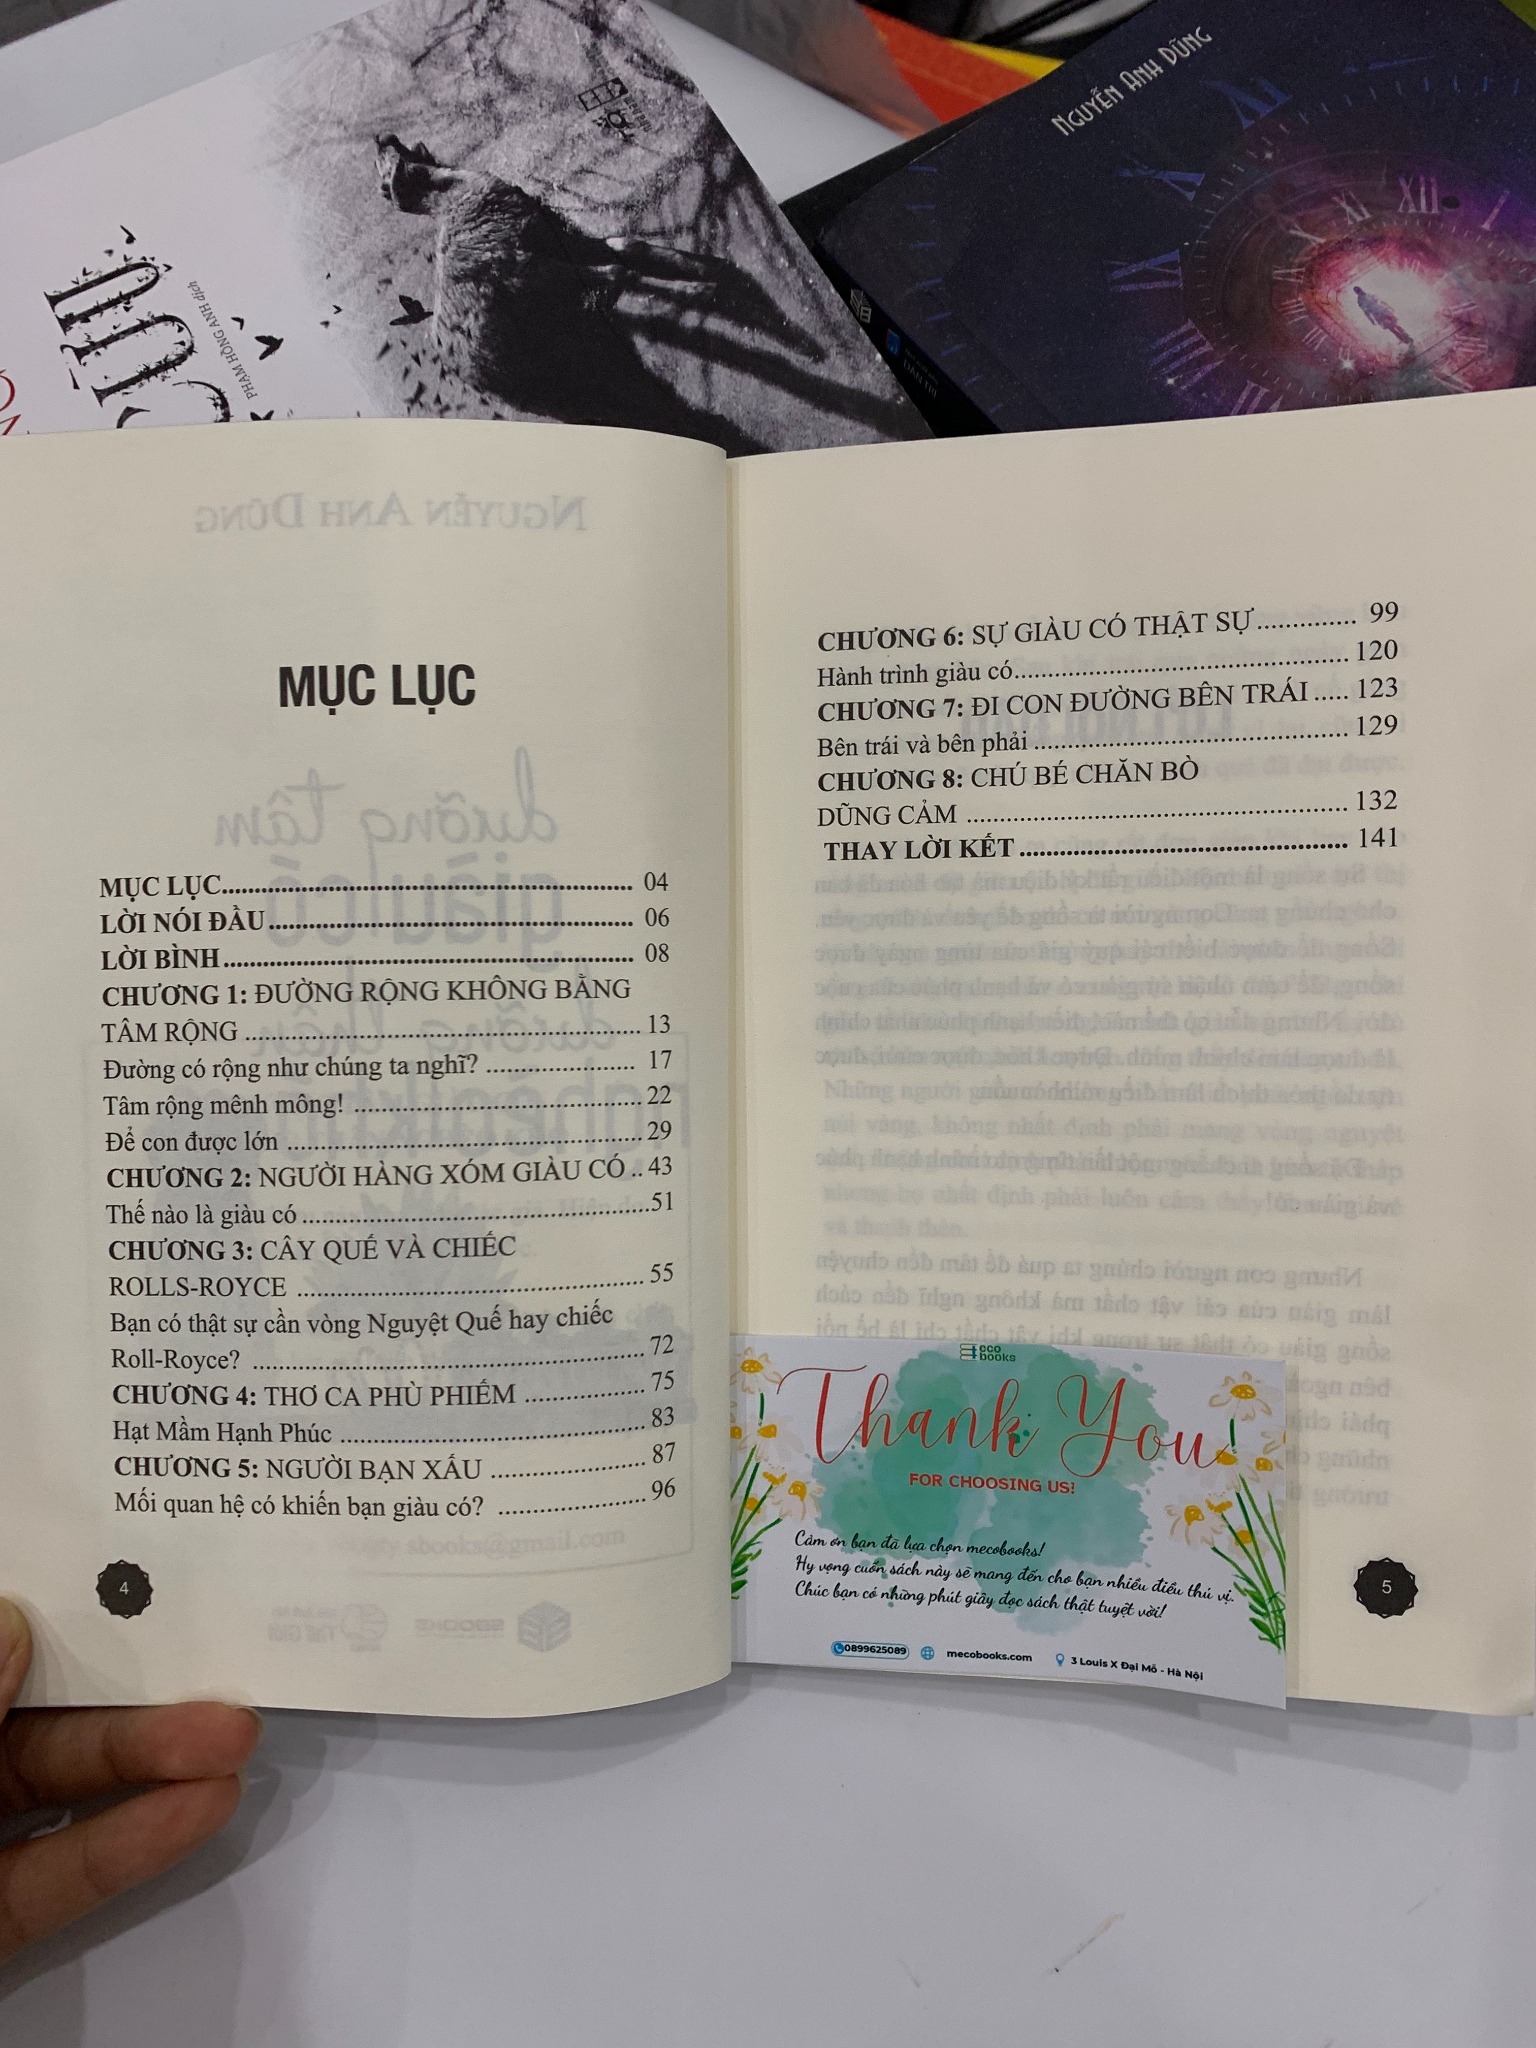 NGUYỄN ANH DŨNG
PHẠM HỒNG ANH dịch
MỤC LỤC
MỤC LỤC........ 04
LỜI NÓI ĐẦU........ 06
LỜI BÌNH........ 08
CHƯƠNG 1: ĐƯỜNG RỘNG KHÔNG BẰNG
TÂM RỘNG ........ 13
Đường có rộng như chúng ta nghĩ? ........ 17
Tâm rộng mênh mông! ........ 22
Để con được lớn ........ 29
CHƯƠNG 2: NGƯỜI HÀNG XÓM GIÀU CÓ .. 43
Thế nào là giàu có ........ 51
CHƯƠNG 3: CÂY QUẾ VÀ CHIẾC
ROLLS-ROYCE ........ 55
Bạn có thật sự cần vòng Nguyệt Quế hay chiếc
Roll-Royce? ........ 72
CHƯƠNG 4: THƠ CA PHÙ PHIẾM ........ 75
Hạt Mầm Hạnh Phúc ........ 83
CHƯƠNG 5: NGƯỜI BẠN XẤU ........ 87
Mối quan hệ có khiến bạn giàu có? ........ 96
4
CHƯƠNG 6: SỰ GIÀU CÓ THẬT SỰ........ 99
Hành trình giàu có........ 120
CHƯƠNG 7: ĐI CON ĐƯỜNG BÊN TRÁI ..... 123
Bên trái và bên phải ........ 129
CHƯƠNG 8: CHÚ BÉ CHĂN BÒ
DŨNG CẢM ........ 132
THAY LỜI KẾT ........ 141
eco
books
Thank You
FOR CHOOSING US!
Cảm ơn bạn đã lựa chọn mecobooks!
Hy vọng cuốn sách này sẽ mang đến cho bạn nhiều điều thú vị.
Chúc bạn có những phút giây đọc sách thật tuyệt vời!
0899625089 mecobooks.com 3 Louis X Đại Mỗ - Hà Nội
5